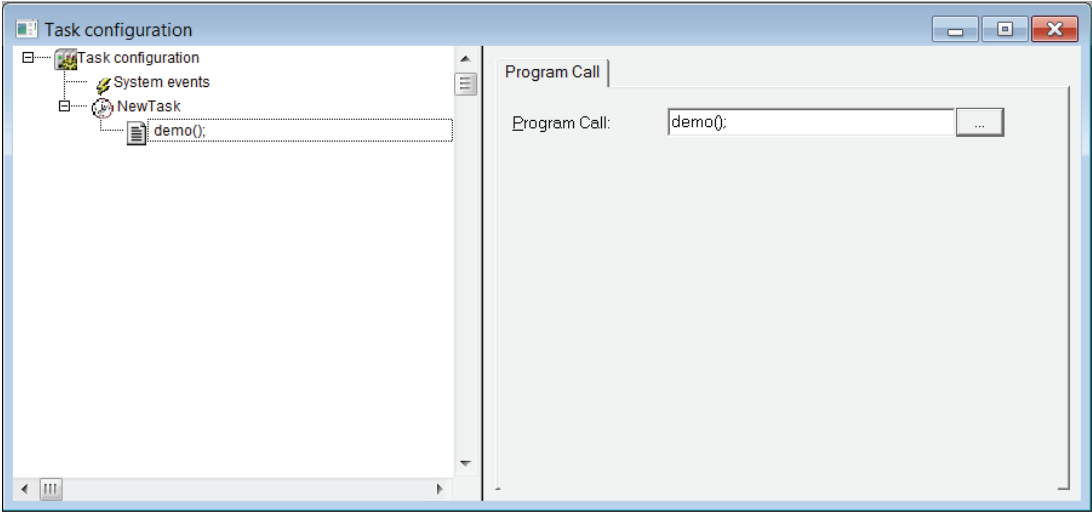 Task configuration
Task configuration
System events
NewTask
demo();
Program Call
Program Call:
demo();
...